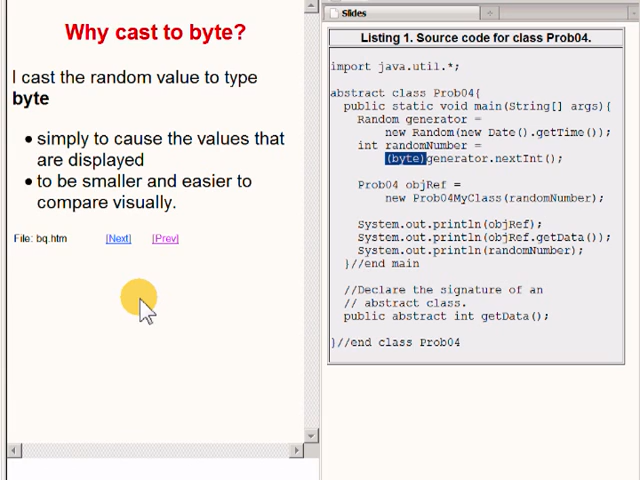 Why cast to byte?
I cast the random value to type
byte
• simply to cause the values that
are displayed
• to be smaller and easier to
compare visually.
File: bq.htm [Next] [Prev]
Slides
Listing 1. Source code for class Prob04.
import java.util.*;
abstract class Prob04{
public static void main(String[] args){
Random generator =
new Random(new Date().getTime());
int randomNumber =
(byte)generator.nextInt();
Prob04 objRef =
new Prob04MyClass(randomNumber);
System.out.println(objRef);
System.out.println(objRef.getData());
System.out.println(randomNumber);
}//end main
//Declare the signature of an
// abstract class.
public abstract int getData();
}//end class Prob04